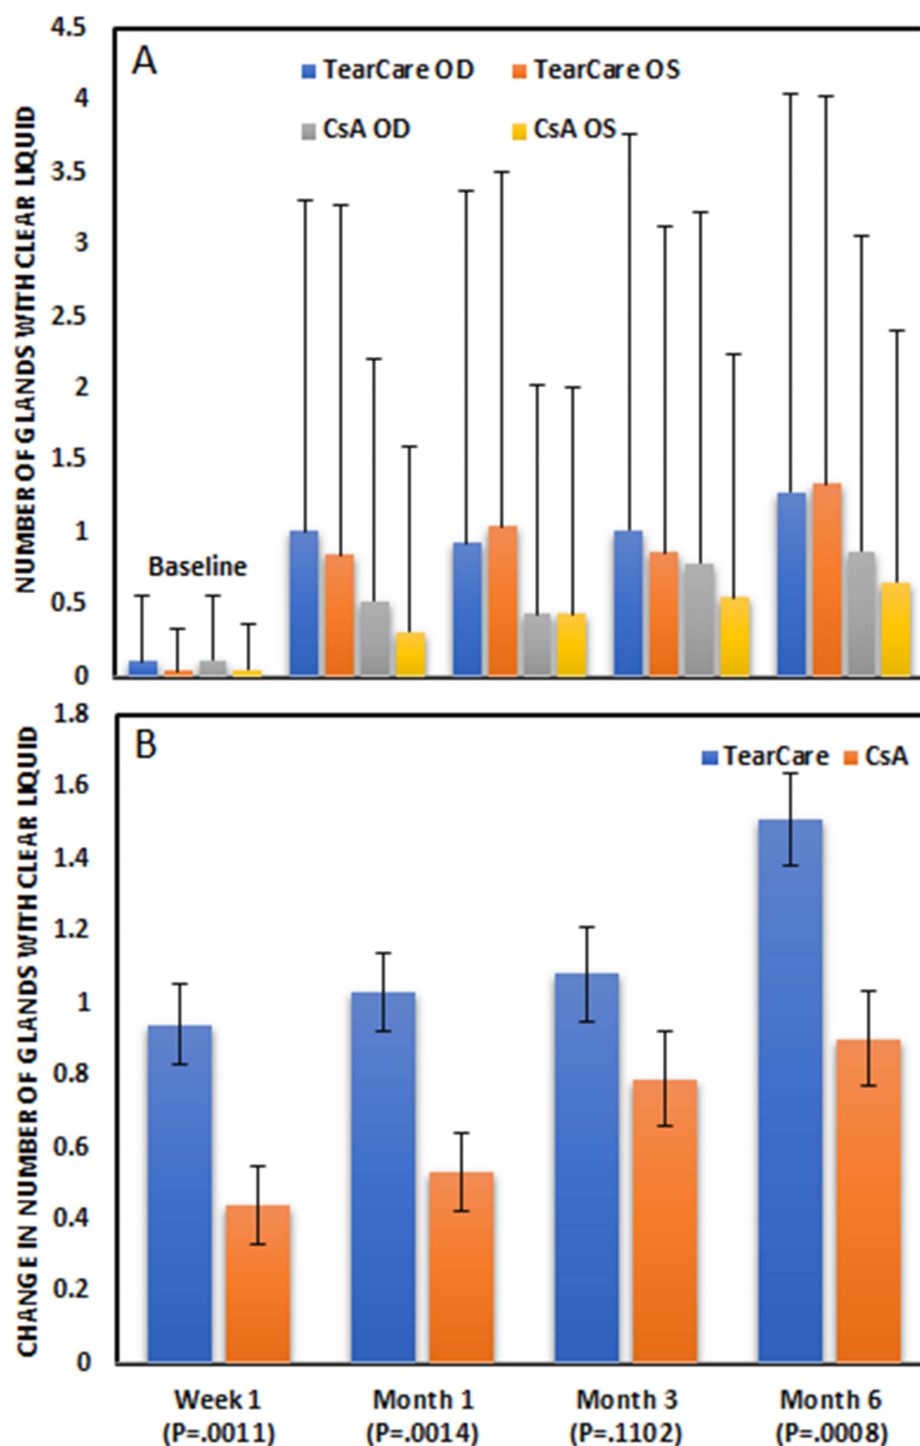 A
TearCare OD TearCare OS
CsA OD CsA OS
NUMBER OF GLANDS WITH CLEAR LIQUID
4.5
4
3.5
3
2.5
2
1.5
1
0.5
0
Baseline
B
TearCare CsA
CHANGE IN NUMBER OF GLANDS WITH CLEAR LIQUID
1.8
1.6
1.4
1.2
1
0.8
0.6
0.4
0.2
0
Week 1 Month 1 Month 3 Month 6
(P=.0011) (P=.0014) (P=.1102) (P=.0008)